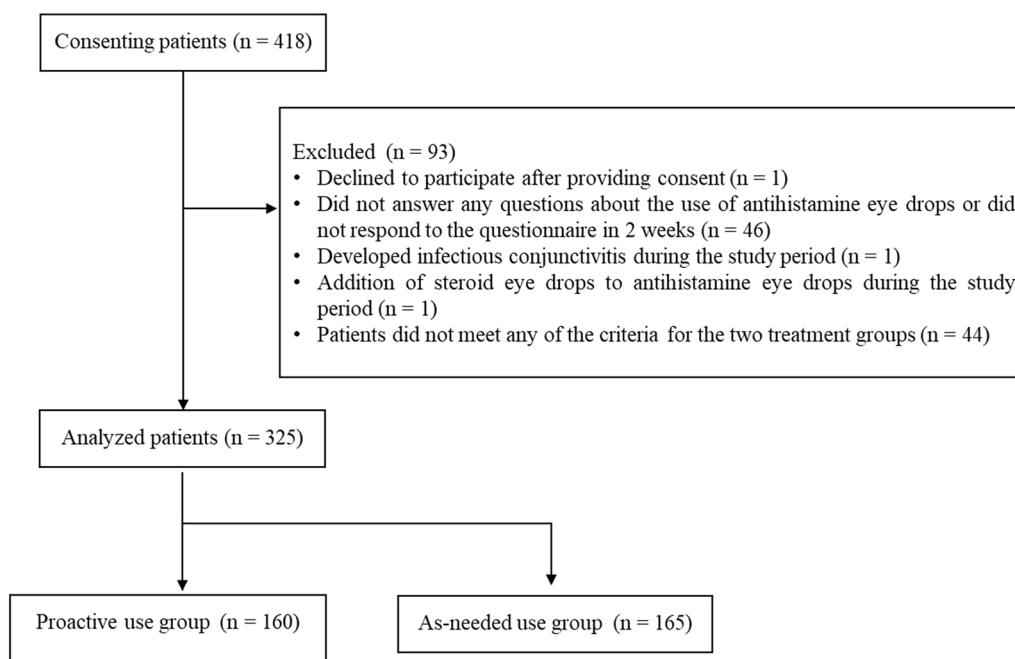 Consenting patients (n = 418)
Excluded (n = 93)
• Declined to participate after providing consent (n = 1)
• Did not answer any questions about the use of antihistamine eye drops or did
not respond to the questionnaire in 2 weeks (n = 46)
• Developed infectious conjunctivitis during the study period (n = 1)
• Addition of steroid eye drops to antihistamine eye drops during the study
period (n = 1)
• Patients did not meet any of the criteria for the two treatment groups (n = 44)
Analyzed patients (n = 325)
Proactive use group (n = 160)
As-needed use group (n = 165)